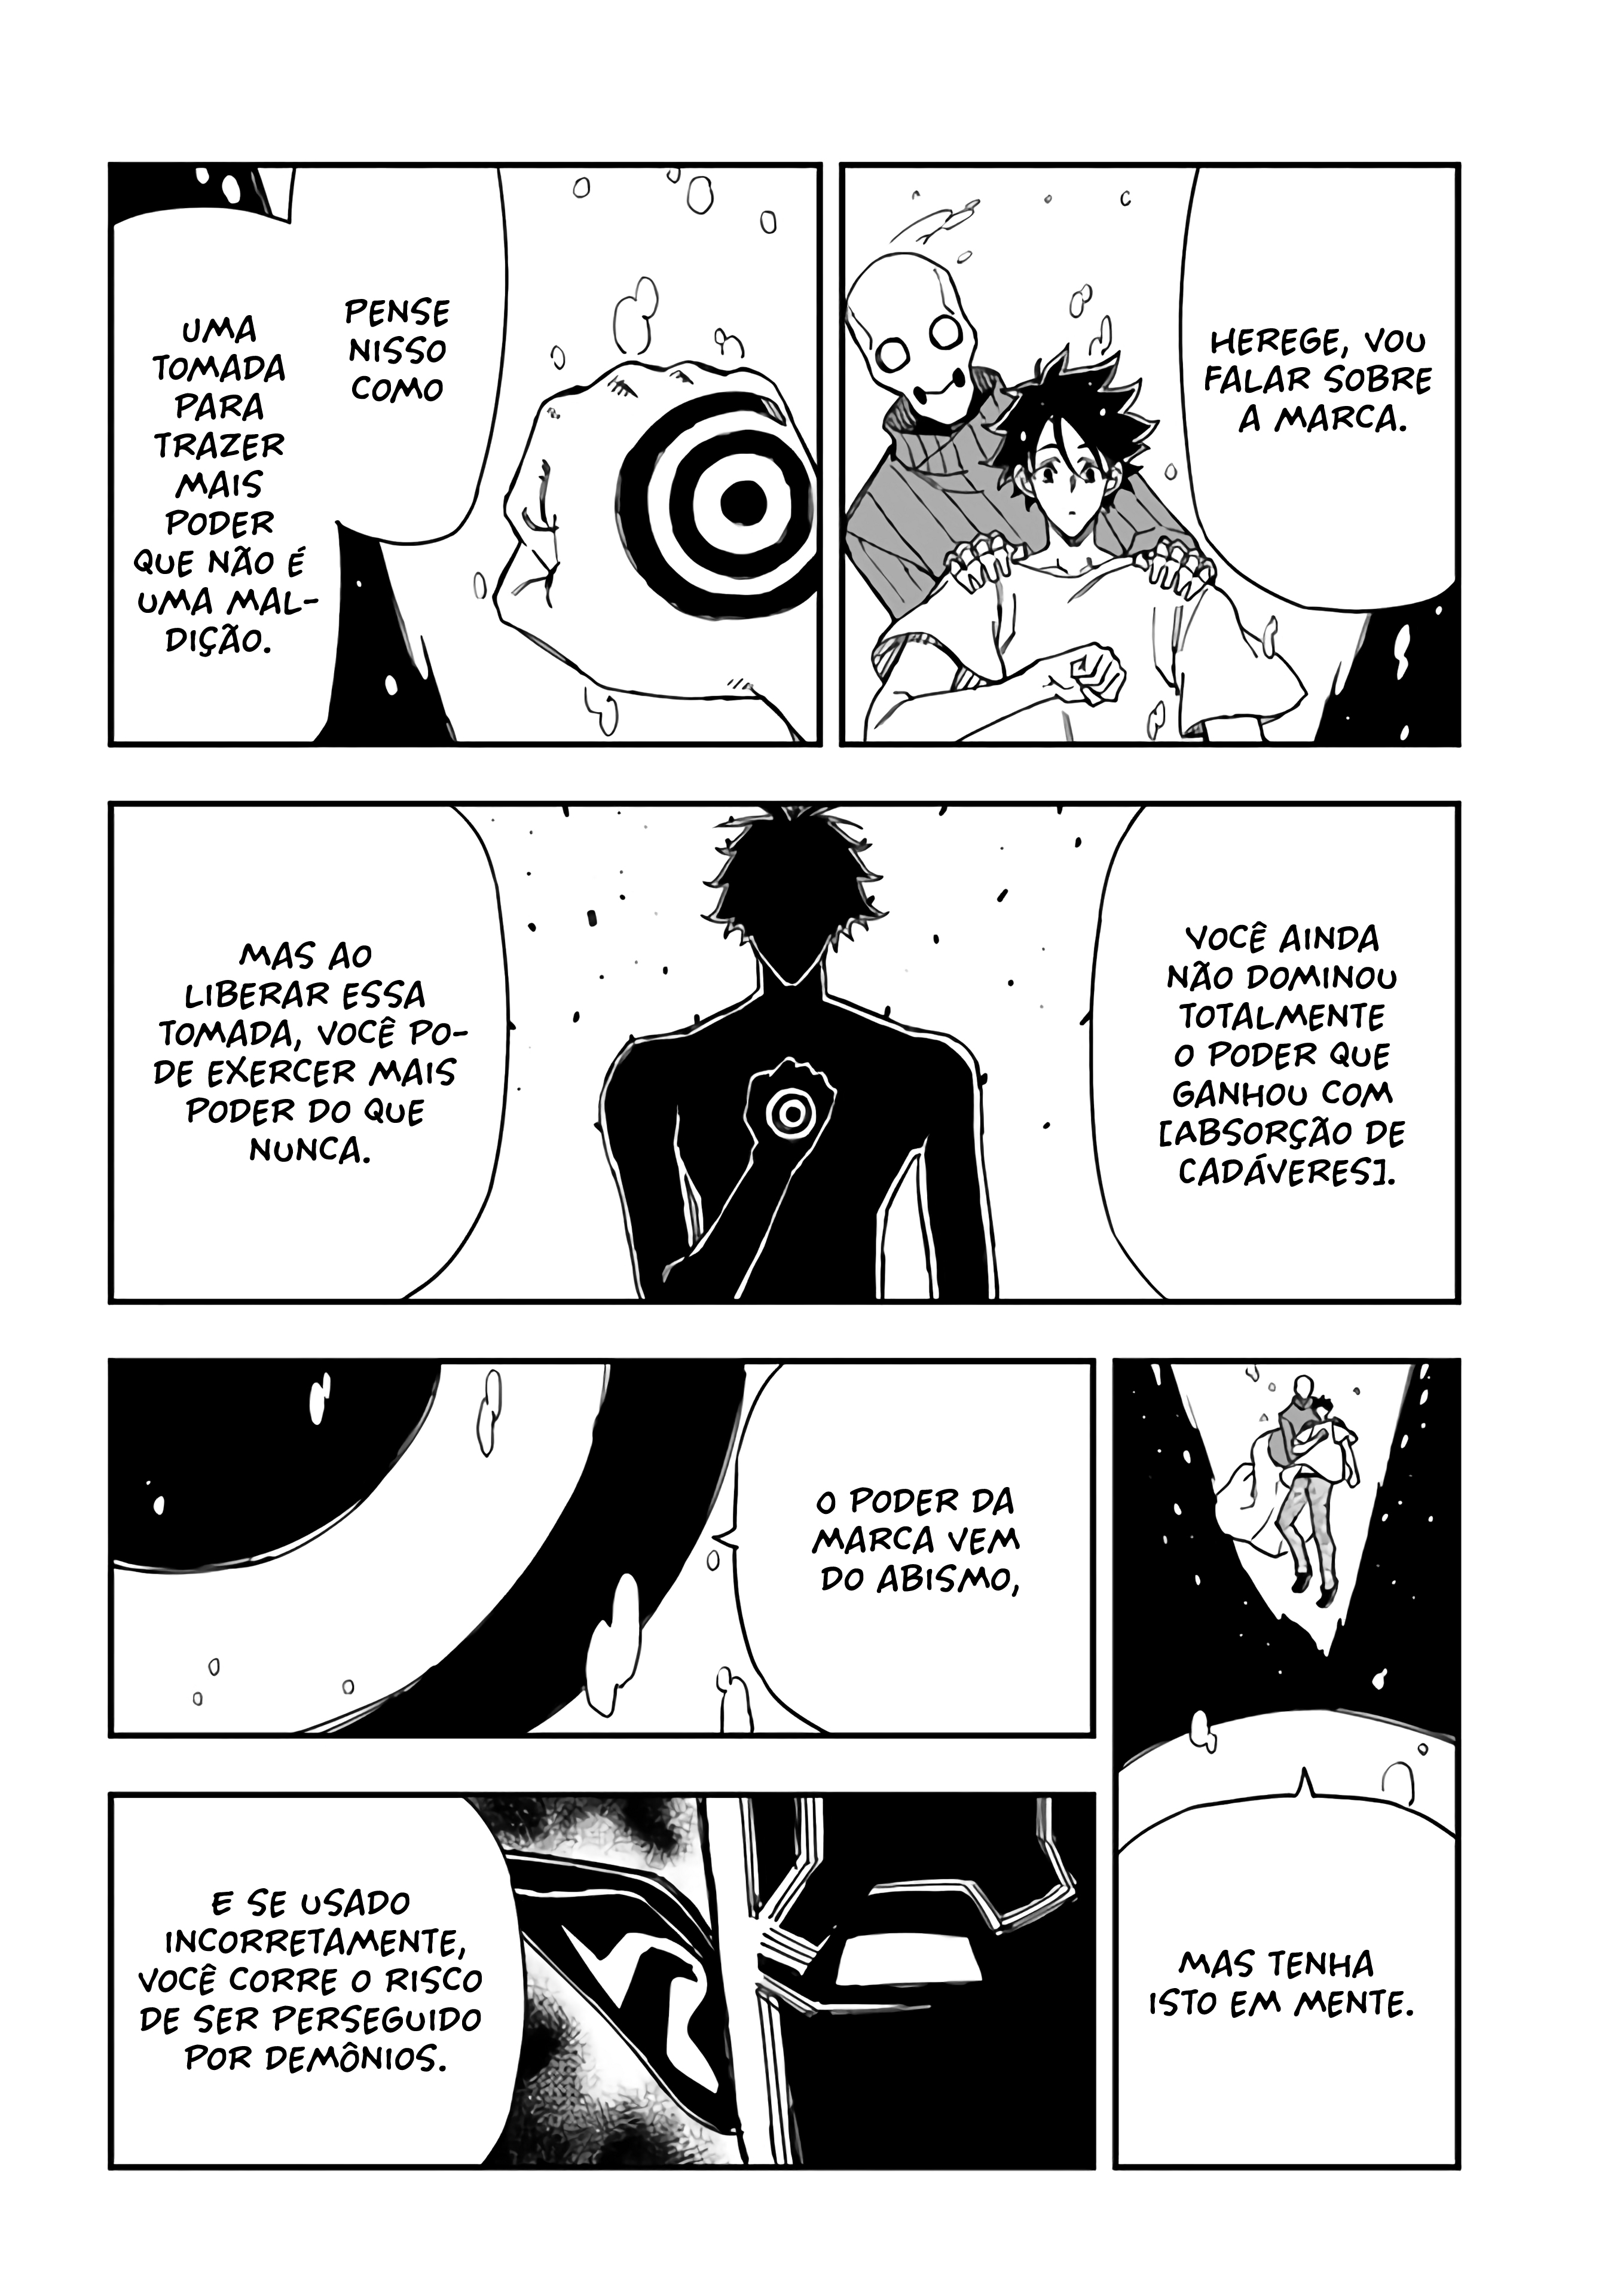 HEREGE, VOU
FALAR SOBRE
A MARCA.
PENSE
NISSO
COMO
UMA
TOMADA
PARA
TRAZER
MAIS
PODER
QUE NÃO É
UMA MAL-
DIÇÃO.
VOCÊ AINDA
NÃO DOMINOU
TOTALMENTE
O PODER QUE
GANHOU COM
[ABSORÇÃO DE
CADÁVERES].
MAS AO
LIBERAR ESSA
TOMADA, VOCÊ PO-
DE EXERCER MAIS
PODER DO QUE
NUNCA.
MAS TENHA
ISTO EM MENTE.
O PODER DA
MARCA VEM
DO ABISMO,
E SE USADO
INCORRETAMENTE,
VOCÊ CORRE O RISCO
DE SER PERSEGUIDO
POR DEMÔNIOS.